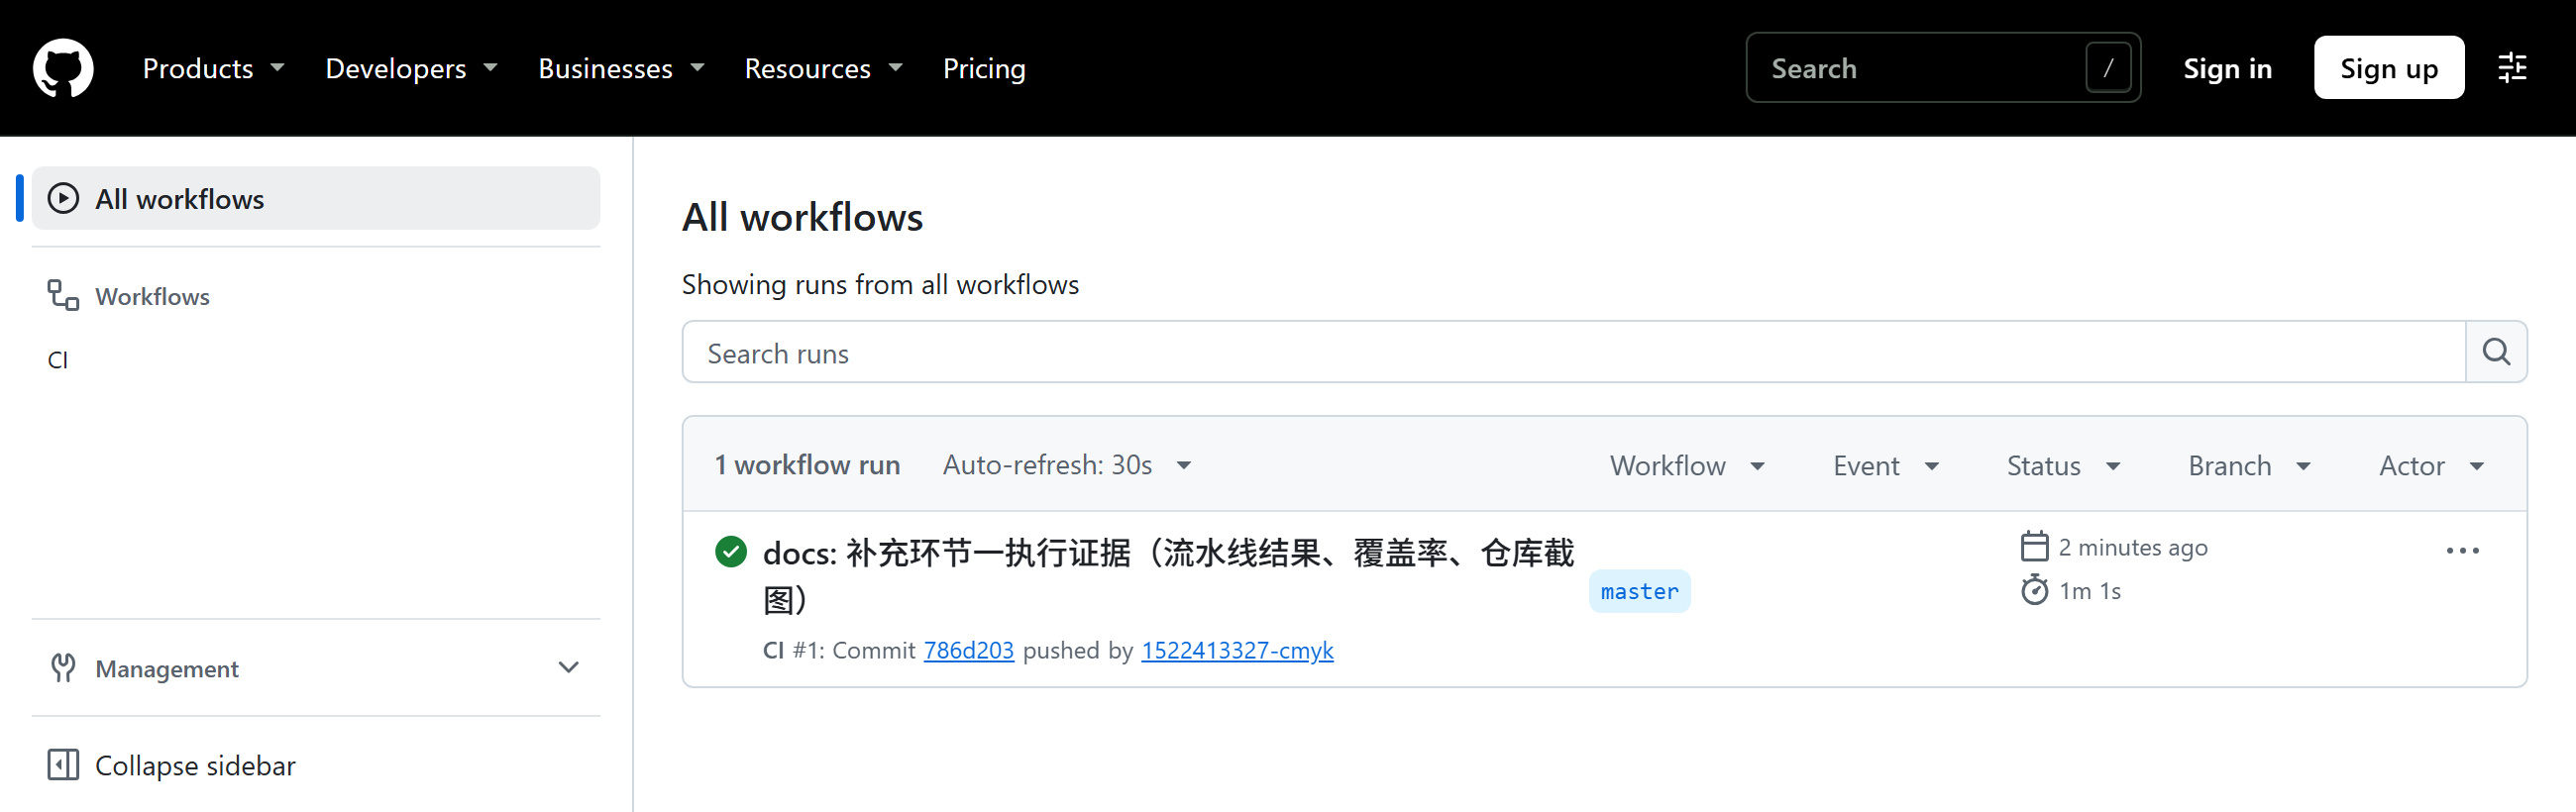 Products Developers Businesses Resources Pricing Search / Sign in Sign up
All workflows
Workflows
CI
Management
Collapse sidebar
All workflows
Showing runs from all workflows
Search runs
1 workflow run Auto-refresh: 30s Workflow Event Status Branch Actor
docs: 补充环节一执行证据（流水线结果、覆盖率、仓库截
图）
master
CI #1: Commit 786d203 pushed by 1522413327-cmyk
2 minutes ago
1m 1s